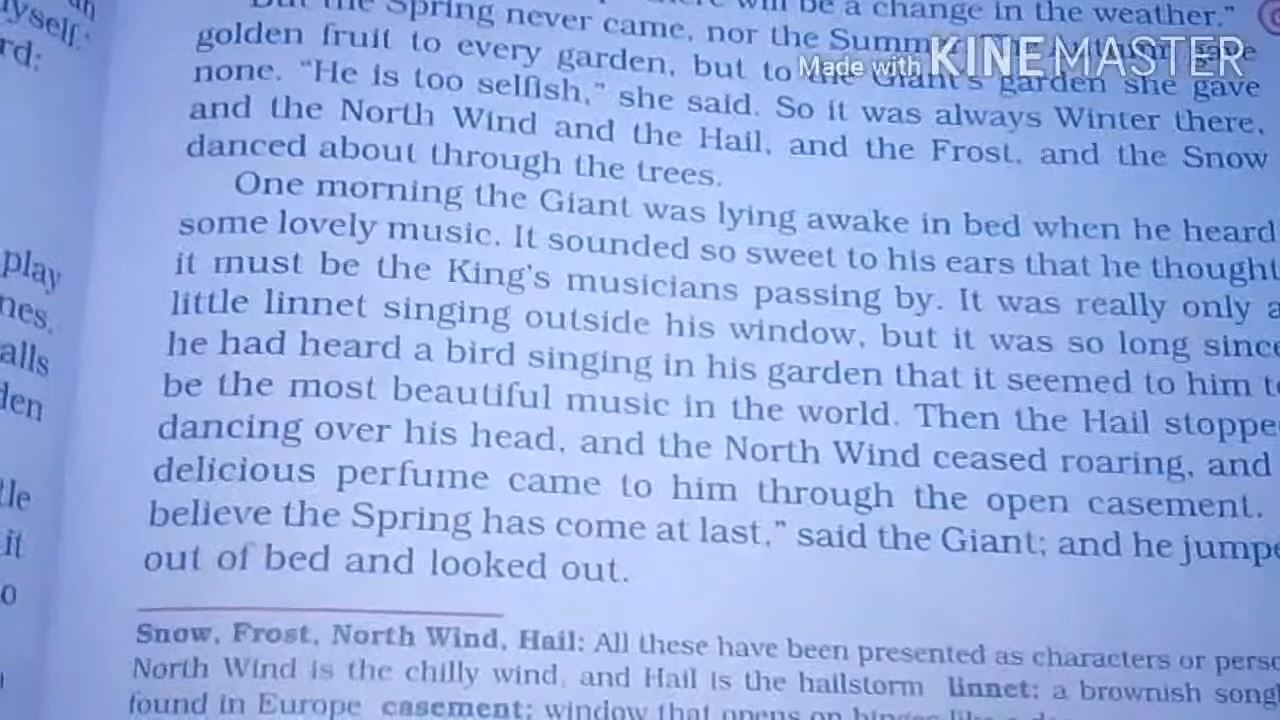 yself."
rd:
play
nes.
alls
den
tle
it
o
will be a change in the weather."
But the Spring never came, nor the Summer. The Autumn gave
golden fruit to every garden, but to the Giant's garden she gave
none. "He is too selfish," she said. So it was always Winter there,
and the North Wind and the Hail, and the Frost, and the Snow
danced about through the trees.
One morning the Giant was lying awake in bed when he heard
some lovely music. It sounded so sweet to his ears that he thought
it must be the King's musicians passing by. It was really only a
little linnet singing outside his window, but it was so long since
he had heard a bird singing in his garden that it seemed to him to
be the most beautiful music in the world. Then the Hail stoppe
dancing over his head, and the North Wind ceased roaring, and
delicious perfume came to him through the open casement.
believe the Spring has come at last," said the Giant; and he jumpe
out of bed and looked out.
Snow, Frost, North Wind, Hail: All these have been presented as characters or perso
North Wind is the chilly wind, and Hail is the hailstorm linnet: a brownish song
found in Europe casement: window that opens on hinges like a
Made with KINEMASTER